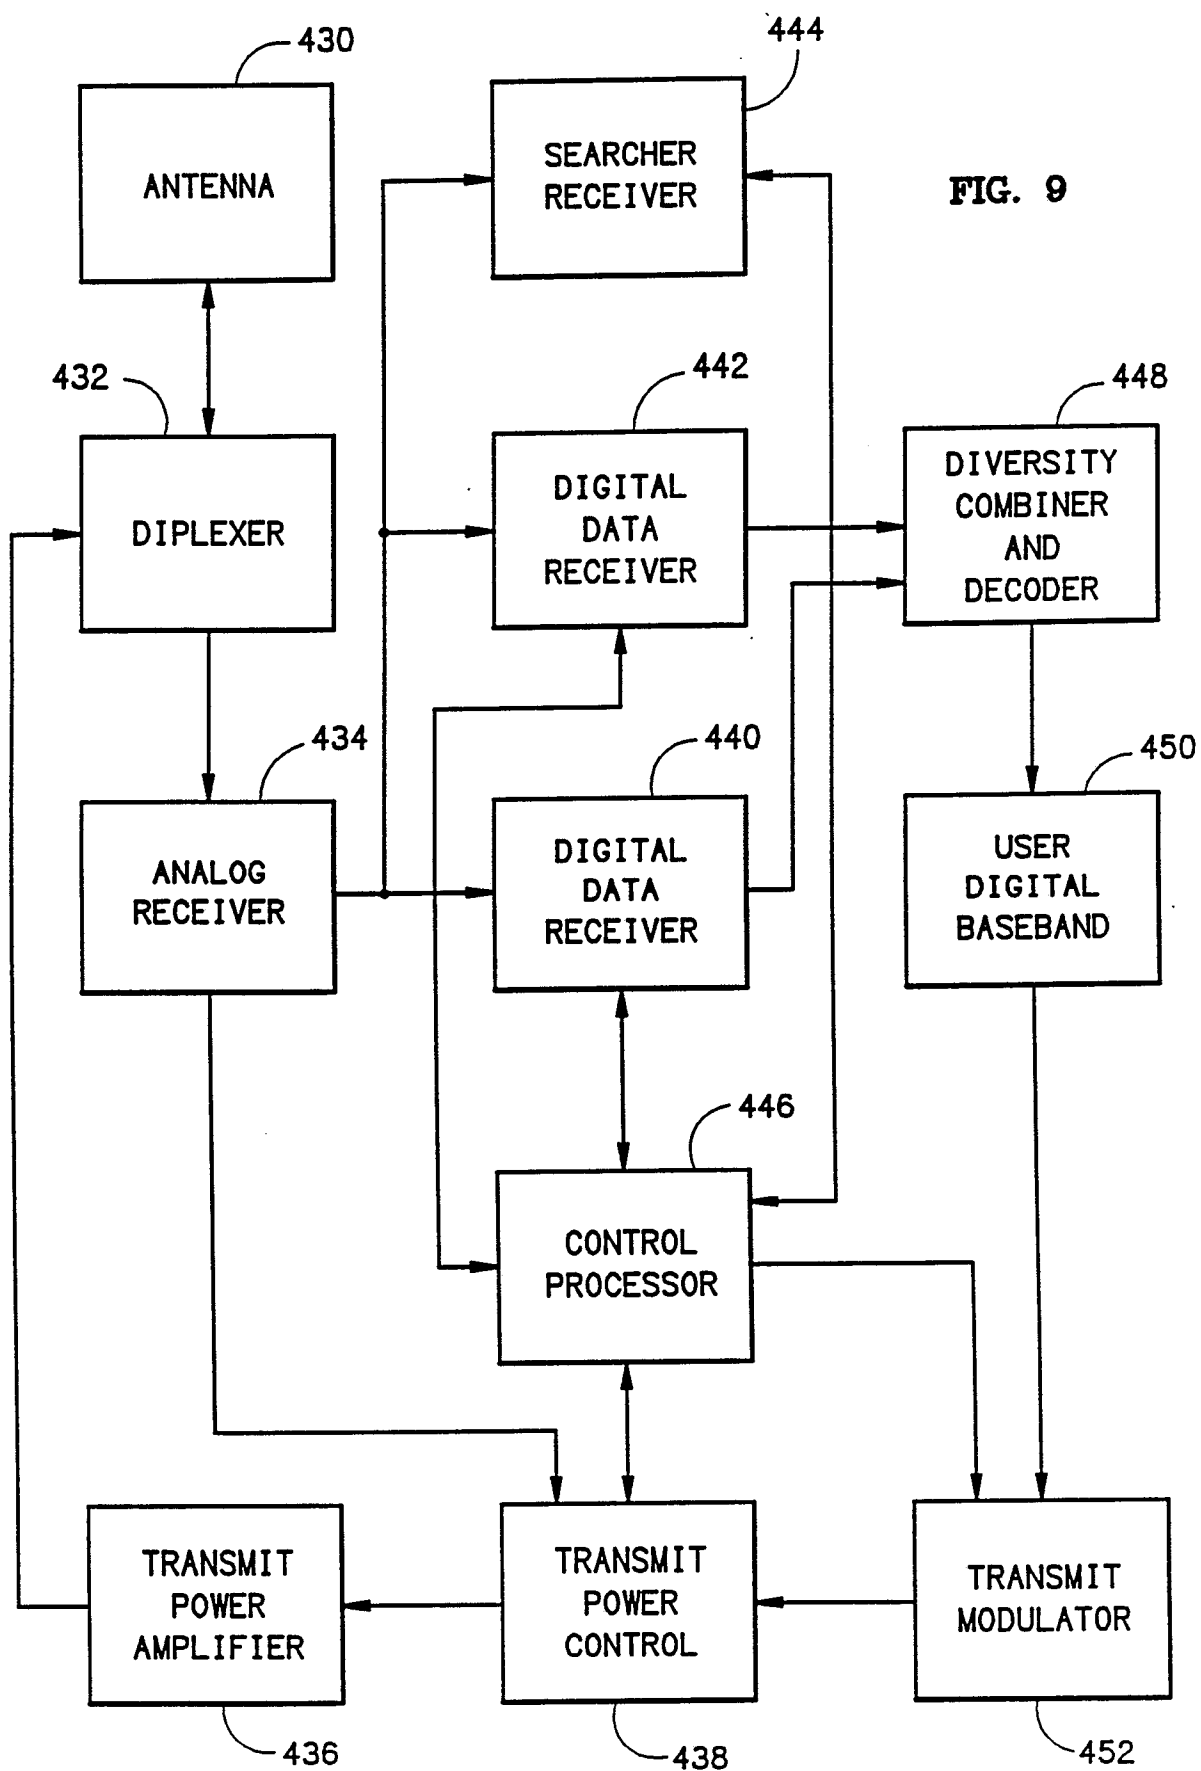 430
444
ANTENNA
SEARCHER
RECEIVER
FIG. 9
432
442
448
DIPLEXER
DIGITAL
DATA
RECEIVER
DIVERSITY
COMBINER
AND
DECODER
434
440
450
ANALOG
RECEIVER
DIGITAL
DATA
RECEIVER
USER
DIGITAL
BASEBAND
446
CONTROL
PROCESSOR
TRANSMIT
POWER
AMPLIFIER
TRANSMIT
POWER
CONTROL
TRANSMIT
MODULATOR
436
438
452